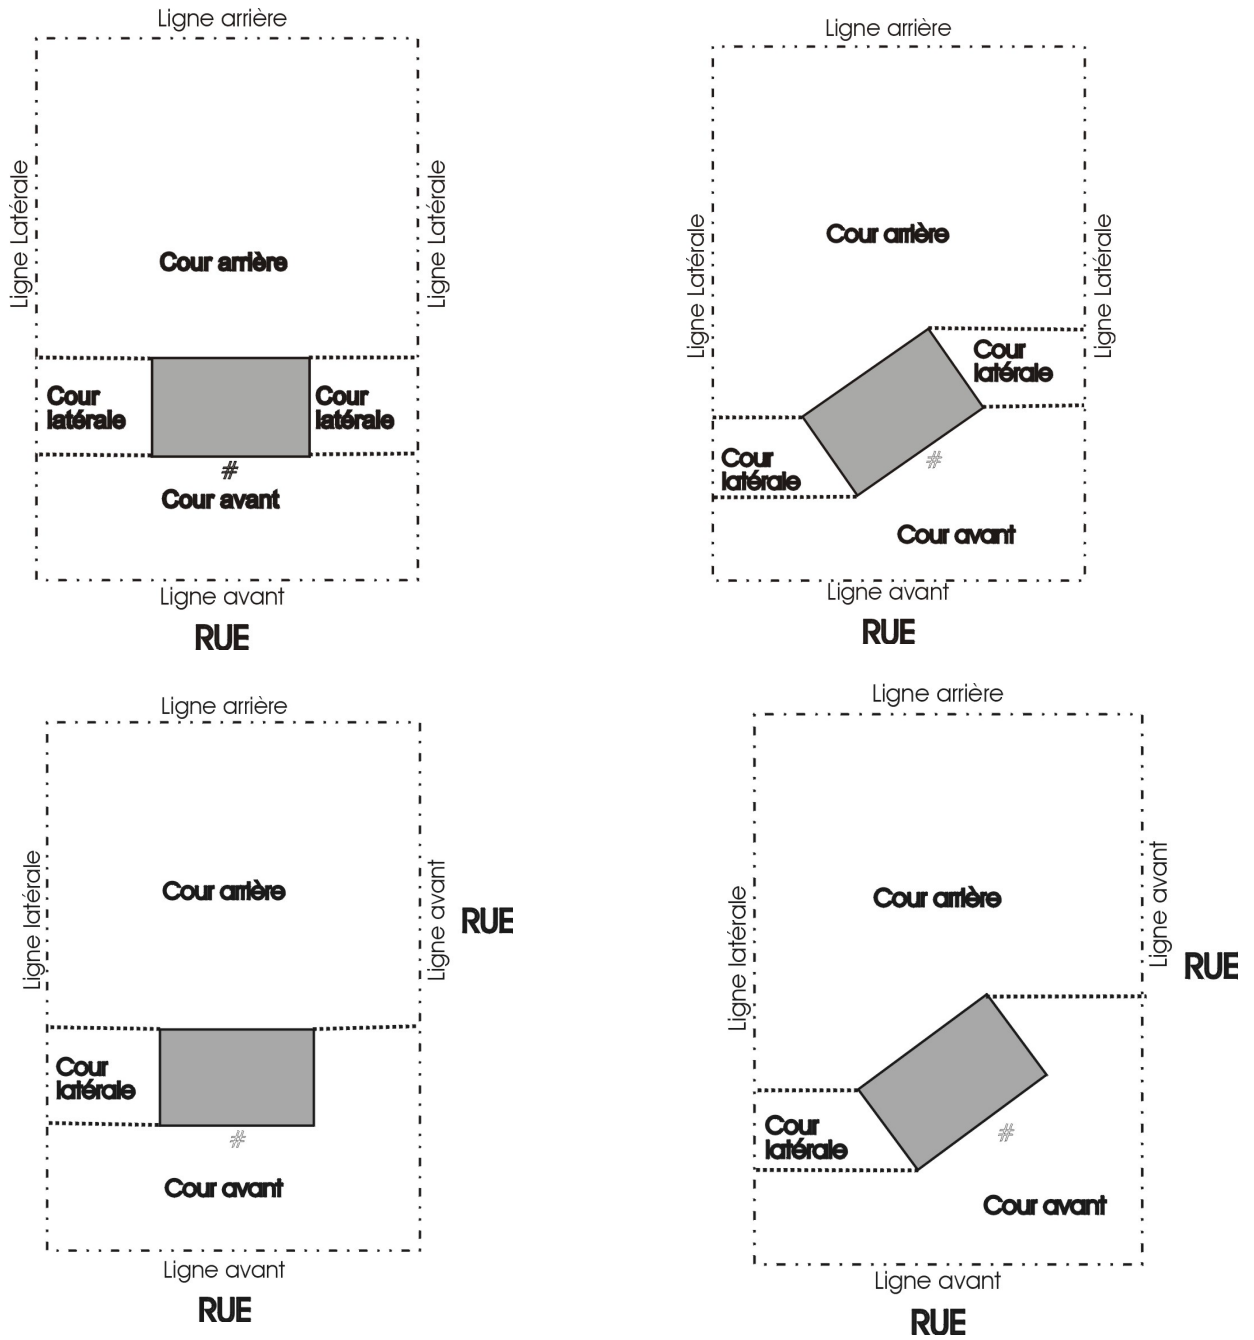 Ligne arrière
Ligne Latérale
Ligne Latérale
Cour arrière
Cour
latérale
Cour
latérale
#
Cour avant
Ligne avant
RUE
Ligne arrière
Ligne Latérale
Ligne Latérale
Cour arrière
Cour
latérale
Cour
latérale
#
Cour avant
Ligne avant
RUE
Ligne arrière
Ligne latérale
Ligne avant
Cour arrière
RUE
Cour
latérale
#
Cour avant
Ligne avant
RUE
Ligne arrière
Ligne latérale
Ligne avant
Cour arrière
RUE
Cour
latérale
#
Cour avant
Ligne avant
RUE